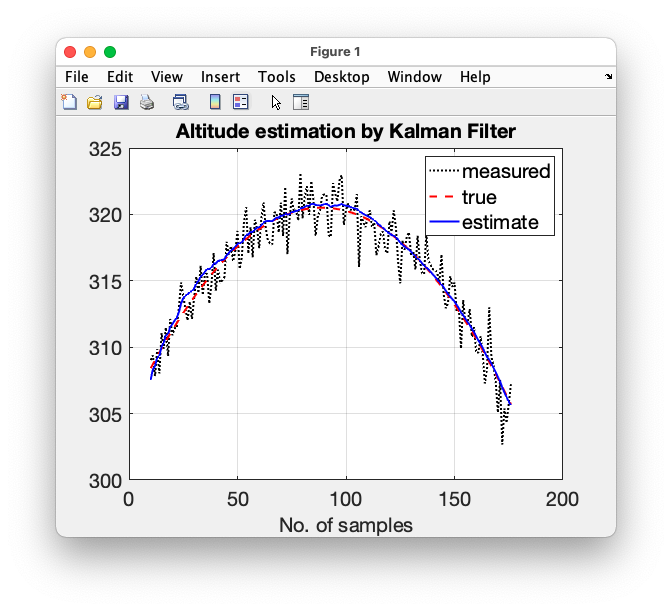 Figure 1
File Edit View Insert Tools Desktop Window Help
Altitude estimation by Kalman Filter
325
320
315
310
305
300
measured
true
estimate
0 50 100 150 200
No. of samples